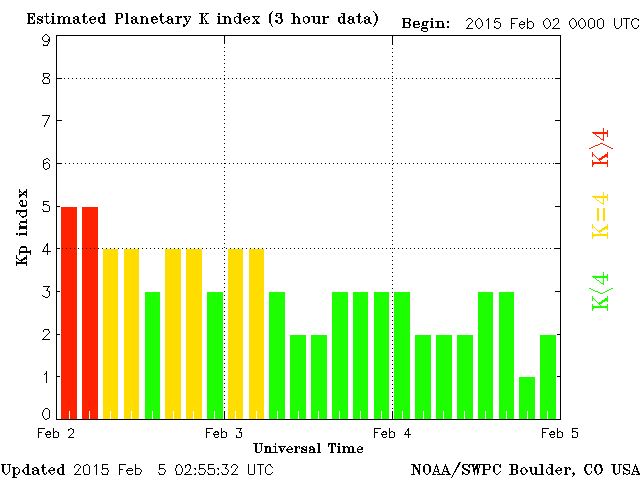 Estimated Planetary K index (3 hour data) Begin: 2015 Feb 02 0000 UTC
9
8
7
6
5
4
3
2
1
0
Kp index
K>4
K=4
K<4
Feb 2 Feb 3 Feb 4 Feb 5
Universal Time
Updated 2015 Feb 5 02:55:32 UTC NOAA/SWPC Boulder, CO USA